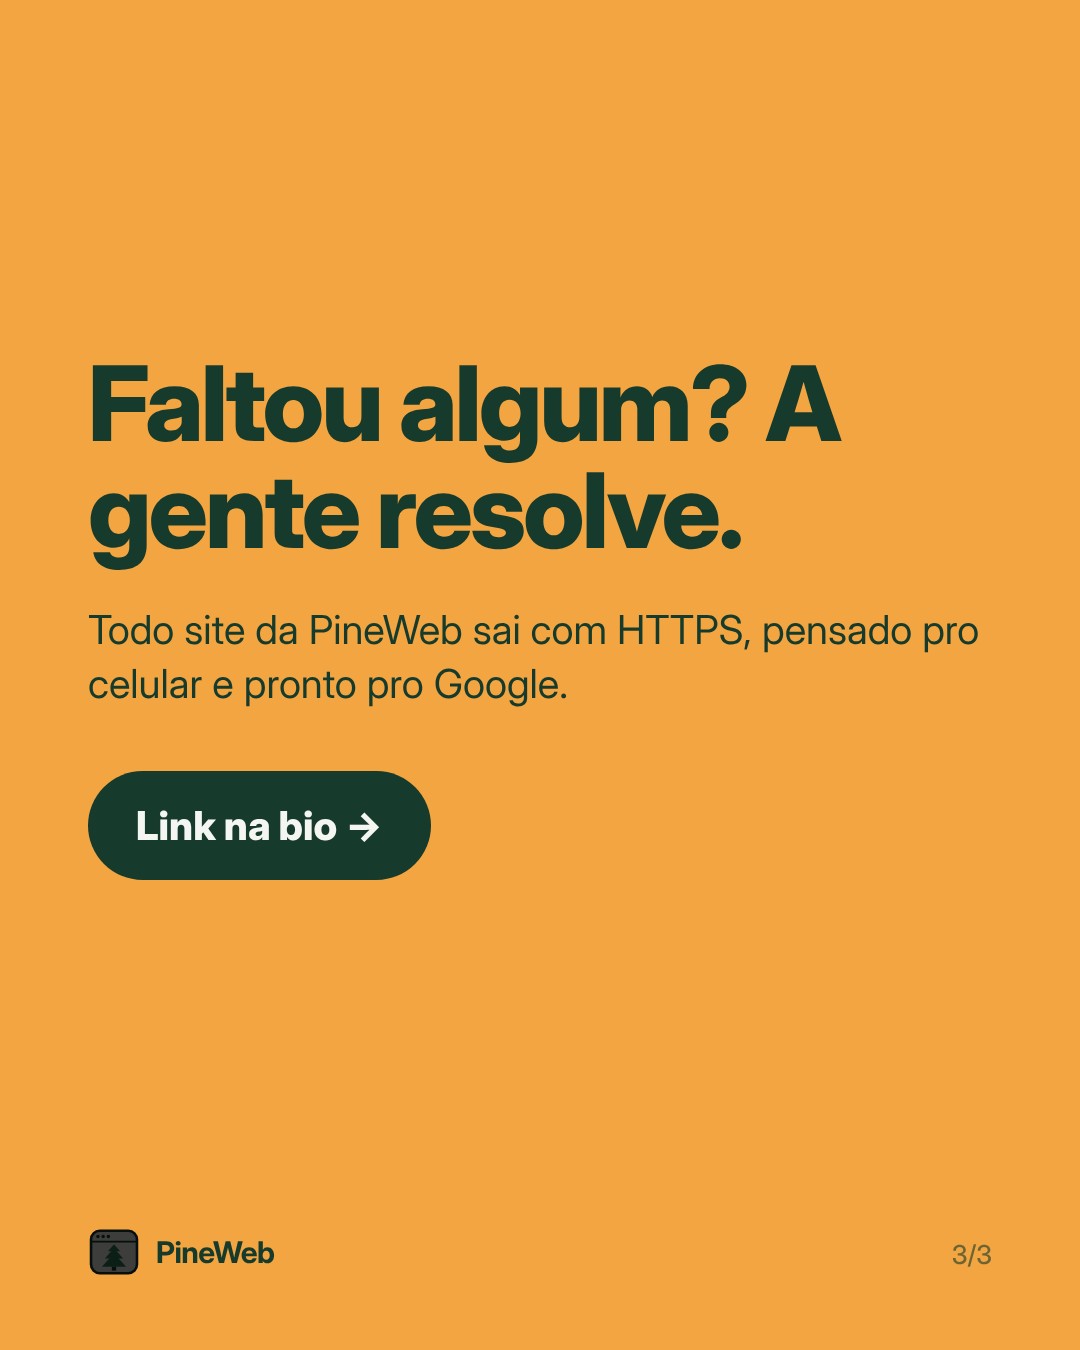 Faltou algum? A
gente resolve.
Todo site da PineWeb sai com HTTPS, pensado pro
celular e pronto pro Google.
Link na bio →
PineWeb
3/3